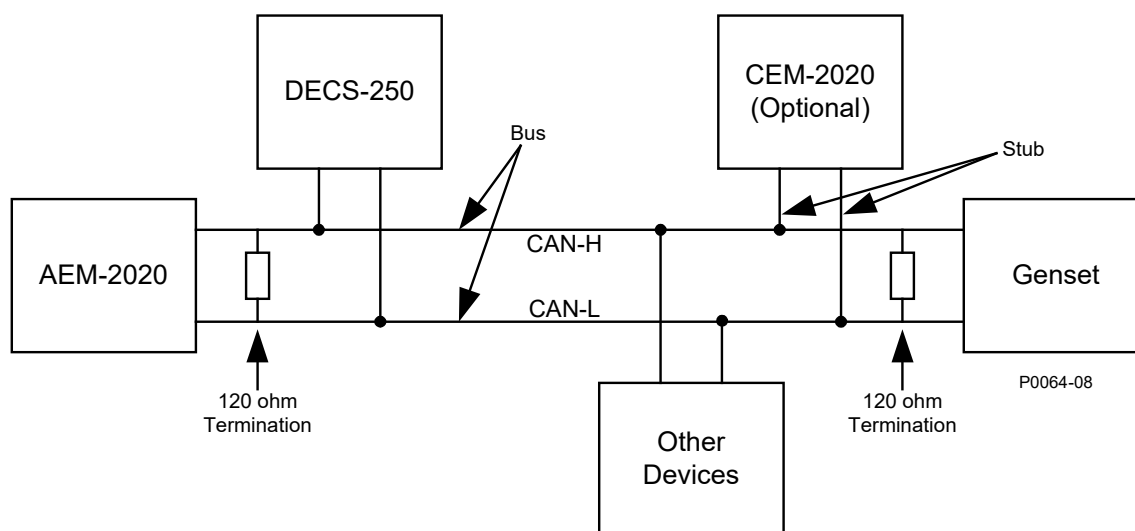 DECS-250
CEM-2020
(Optional)
Bus
Stub
AEM-2020
CAN-H
Genset
CAN-L
P0064-08
120 ohm
Termination
120 ohm
Termination
Other
Devices